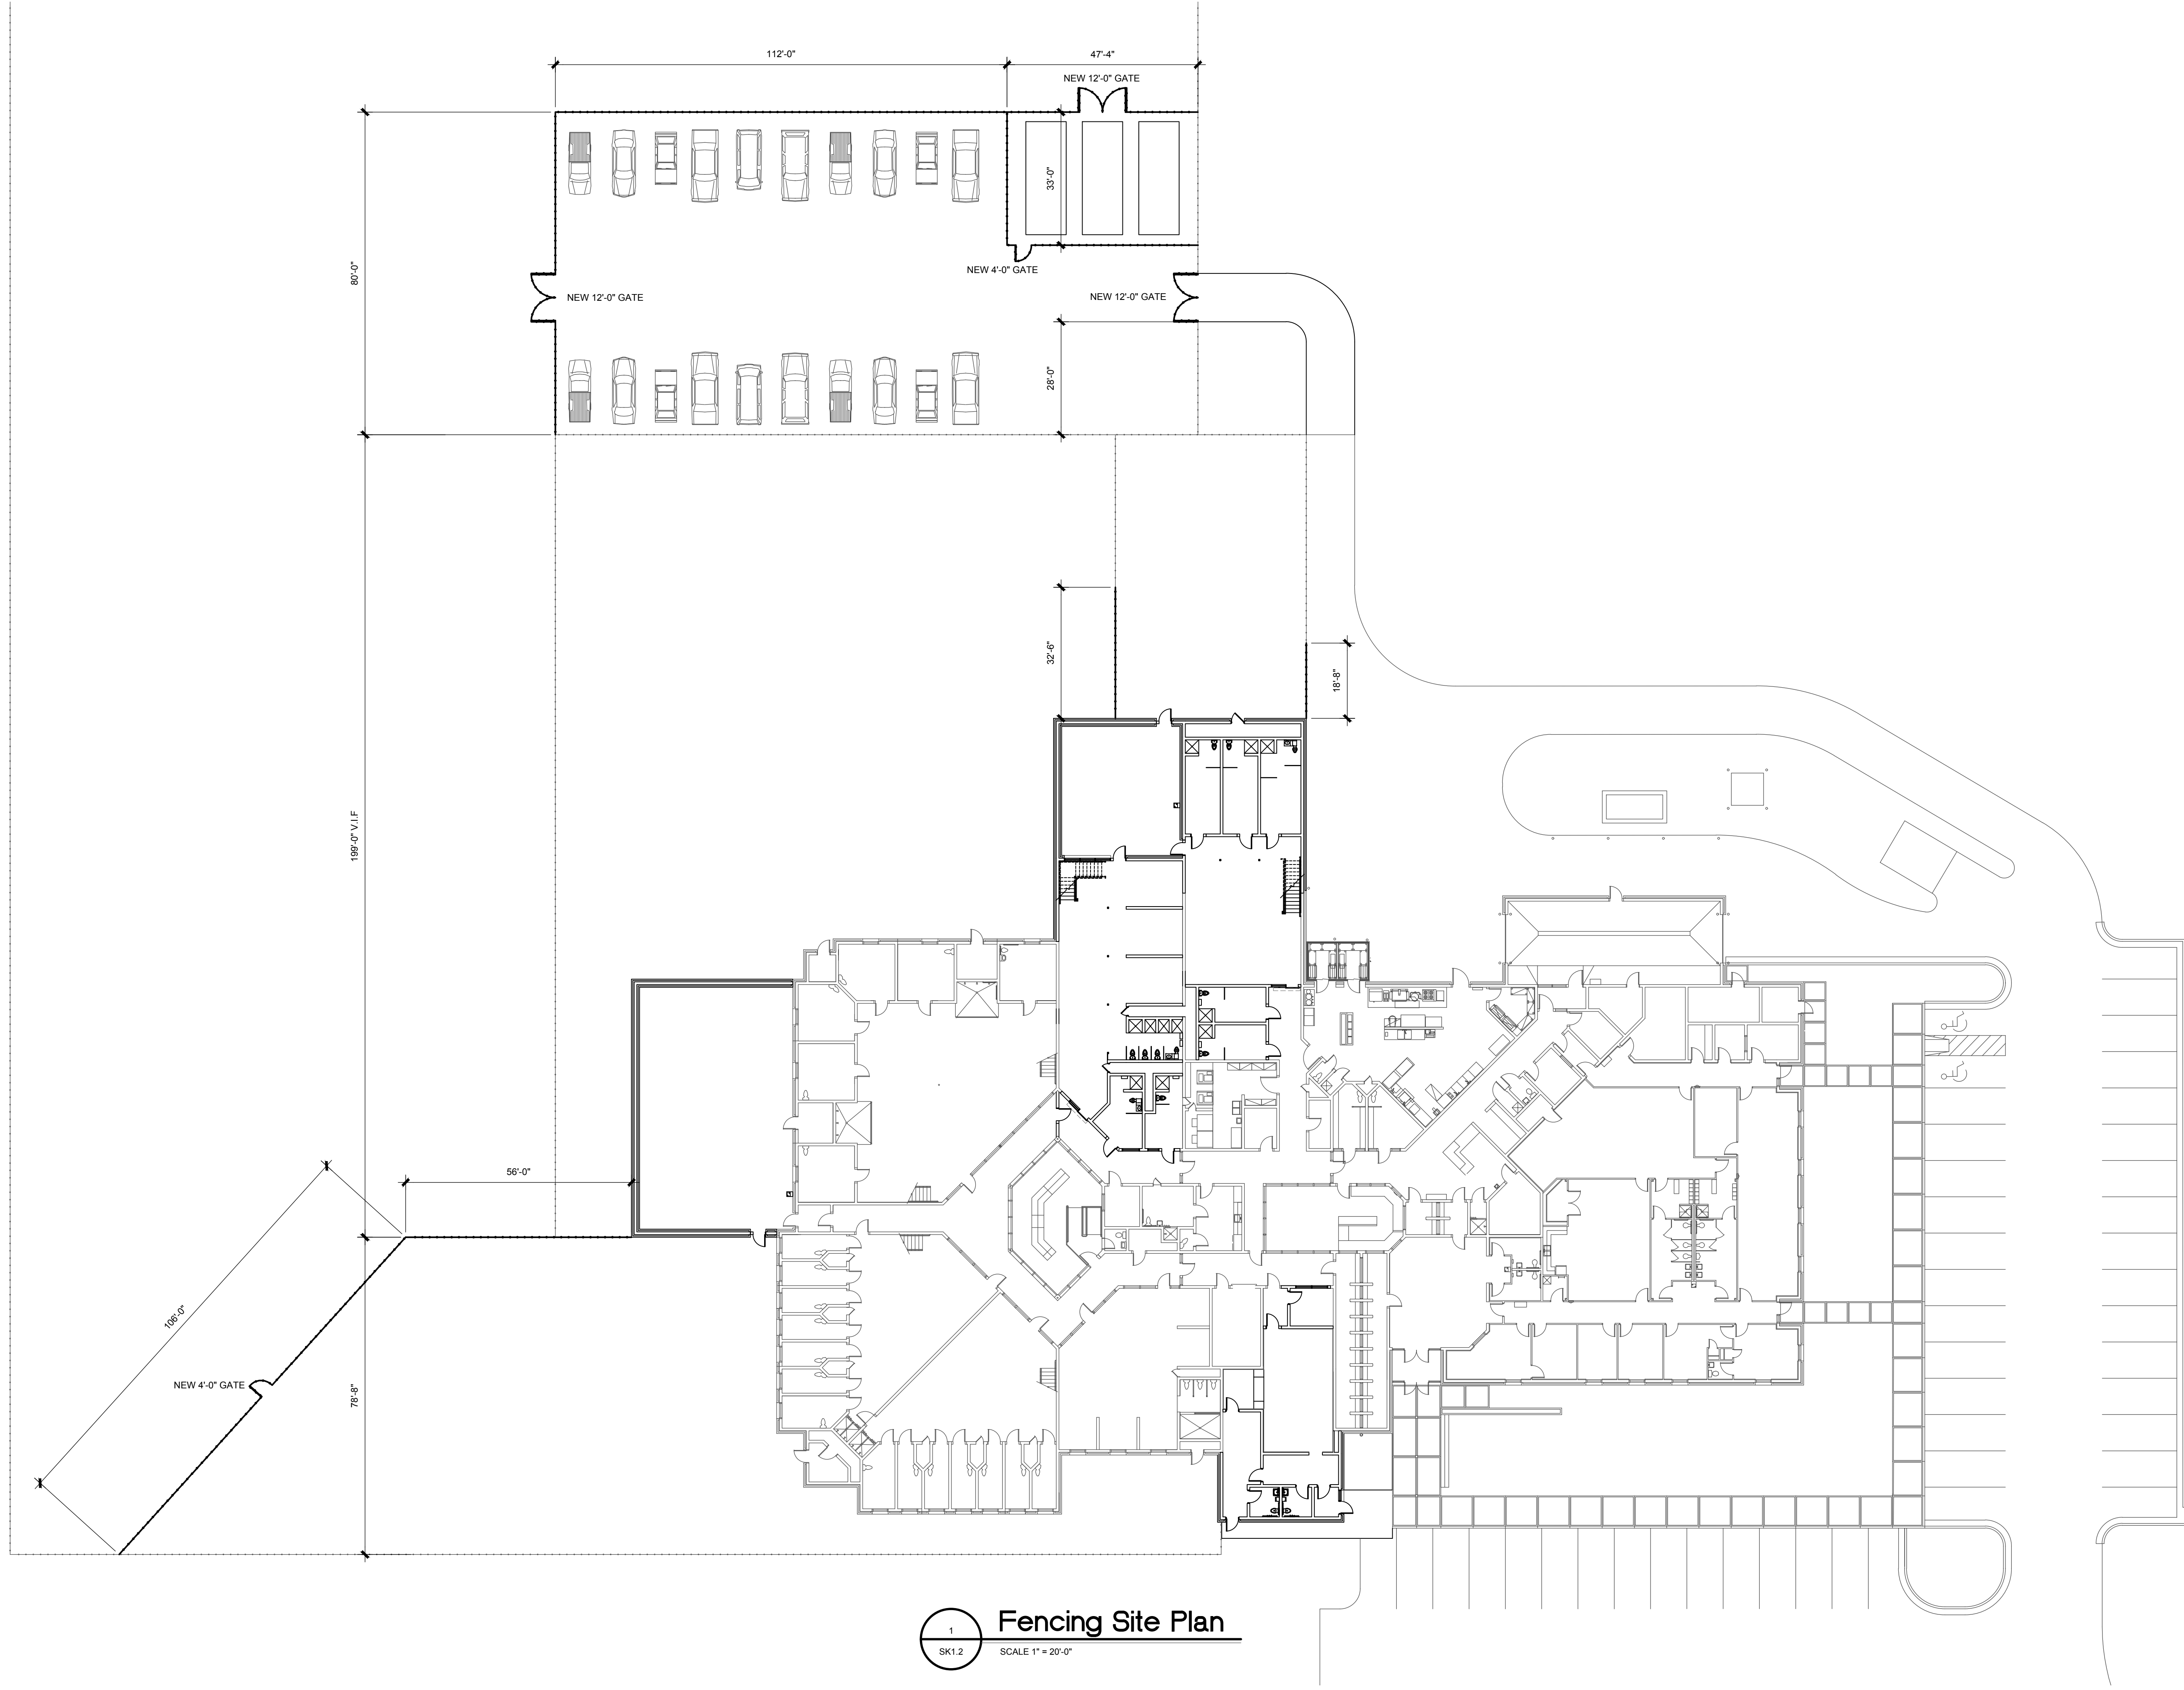 112'-0"
47'-4"
NEW 12'-0" GATE
33'-0"
80'-0"
NEW 4'-0" GATE
NEW 12'-0" GATE
NEW 12'-0" GATE
28'-0"
32'-6"
18'-8"
199'-0" V.I.F
56'-0"
106'-0"
NEW 4'-0" GATE
78'-8"
1
Fencing Site Plan
SK1.2
SCALE 1" = 20'-0"